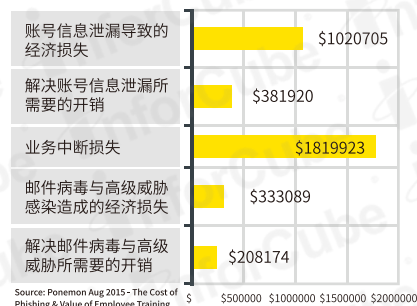 账号信息泄漏导致的
经济损失
$1020705
解决账号信息泄漏所
需要的开销
$381920
业务中断损失
$1819923
邮件病毒与高级威胁
感染造成的经济损失
$333089
解决邮件病毒与高级
威胁所需要的开销
$208174
$ $500000 $1000000 $1500000 $2000000
Source: Ponemon Aug 2015 - The Cost of
Phishing & Value of Employee Training